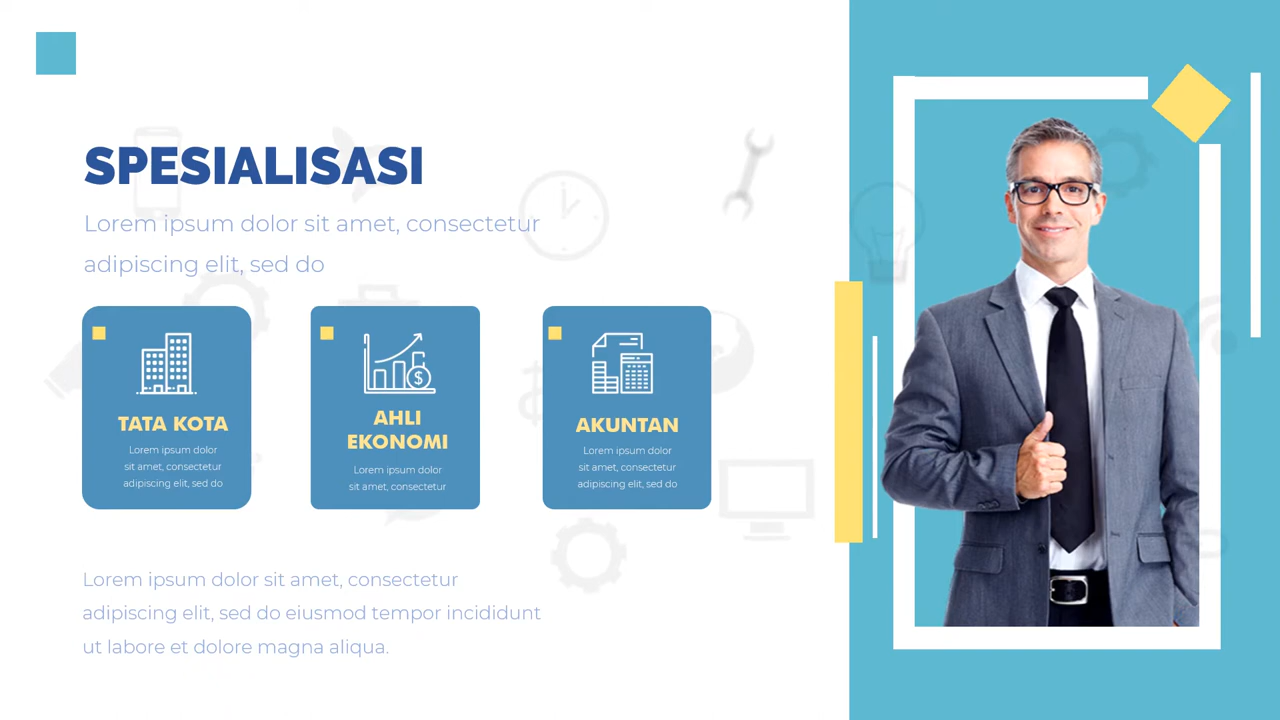 SPESIALISASI
Lorem ipsum dolor sit amet, consectetur
adipiscing elit, sed do
TATA KOTA
Lorem ipsum dolor
sit amet, consectetur
adipiscing elit, sed do
AHLI
EKONOMI
Lorem ipsum dolor
sit amet, consectetur
AKUNTAN
Lorem ipsum dolor
sit amet, consectetur
adipiscing elit, sed do
Lorem ipsum dolor sit amet, consectetur
adipiscing elit, sed do eiusmod tempor incididunt
ut labore et dolore magna aliqua.